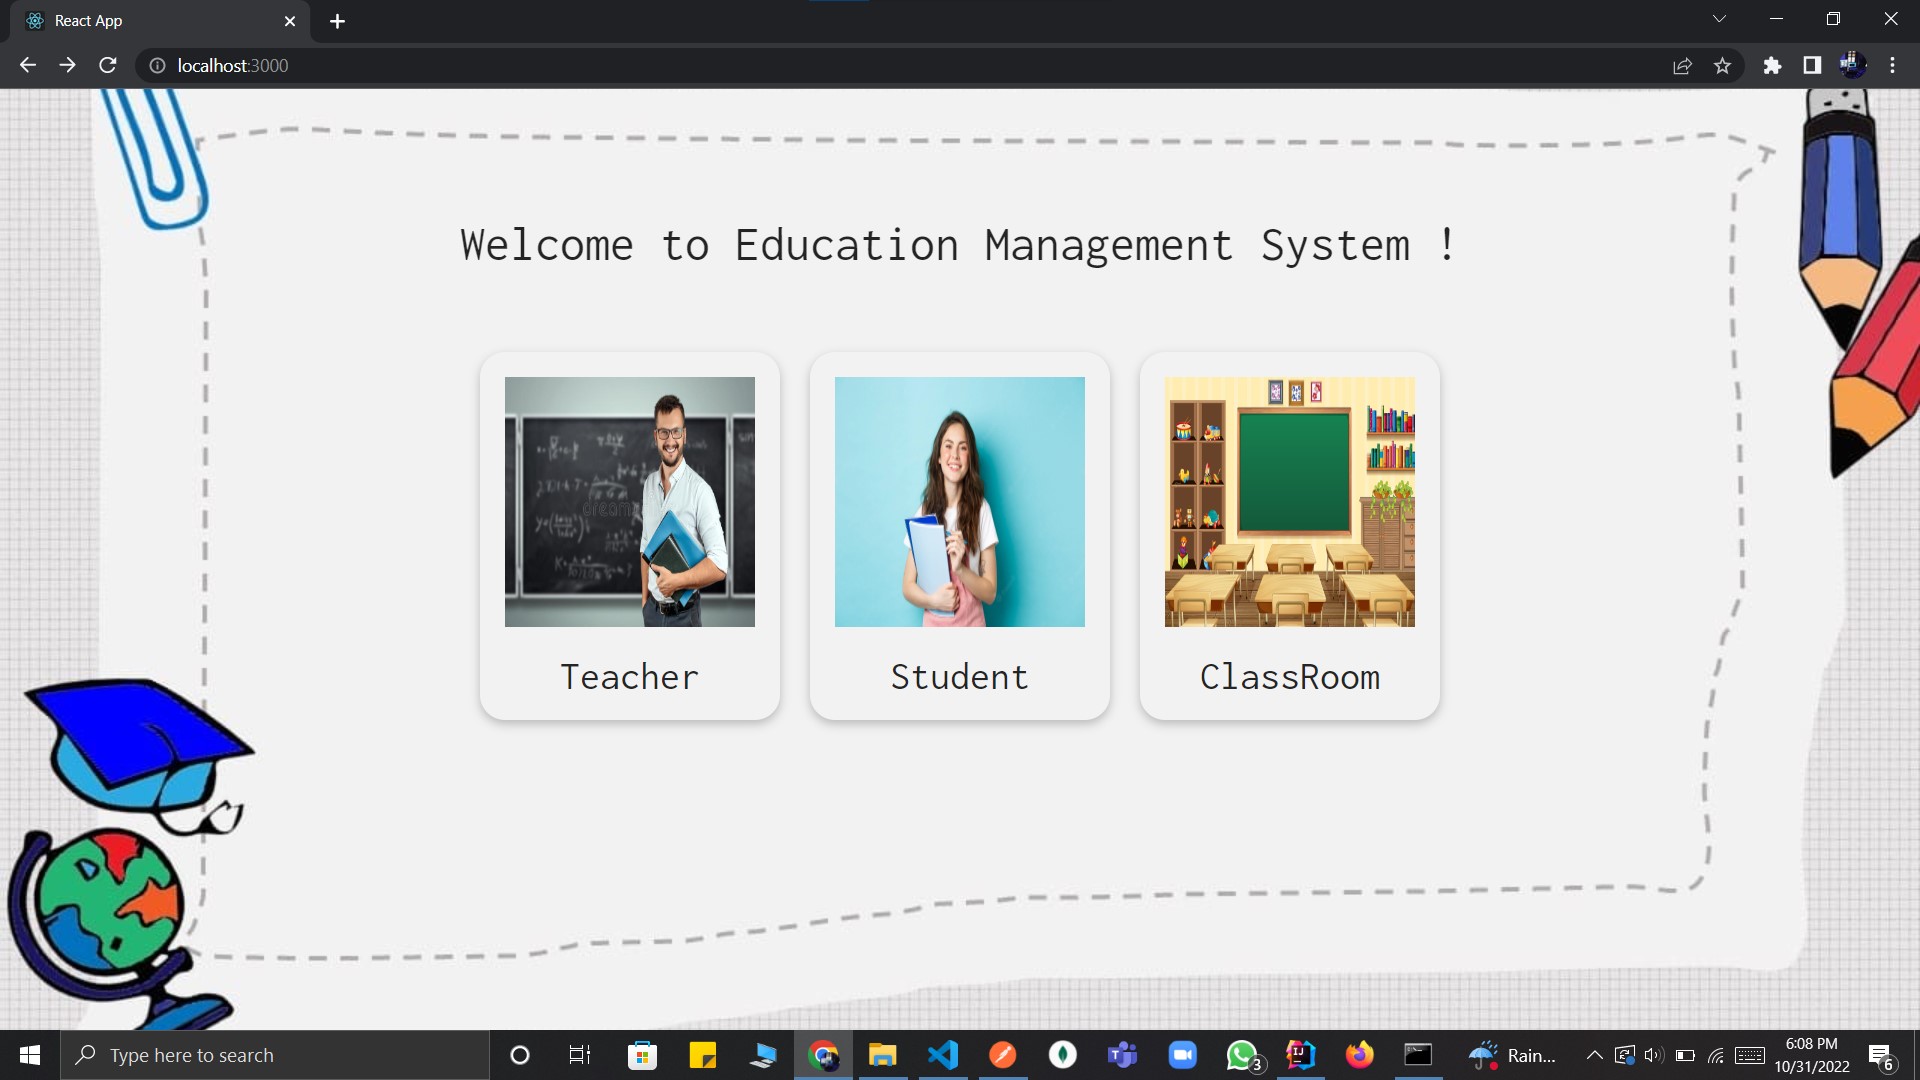 React App
localhost:3000
Welcome to Education Management System !
Teacher
Student
ClassRoom
Type here to search
3
Rain...
6:08 PM
10/31/2022
6